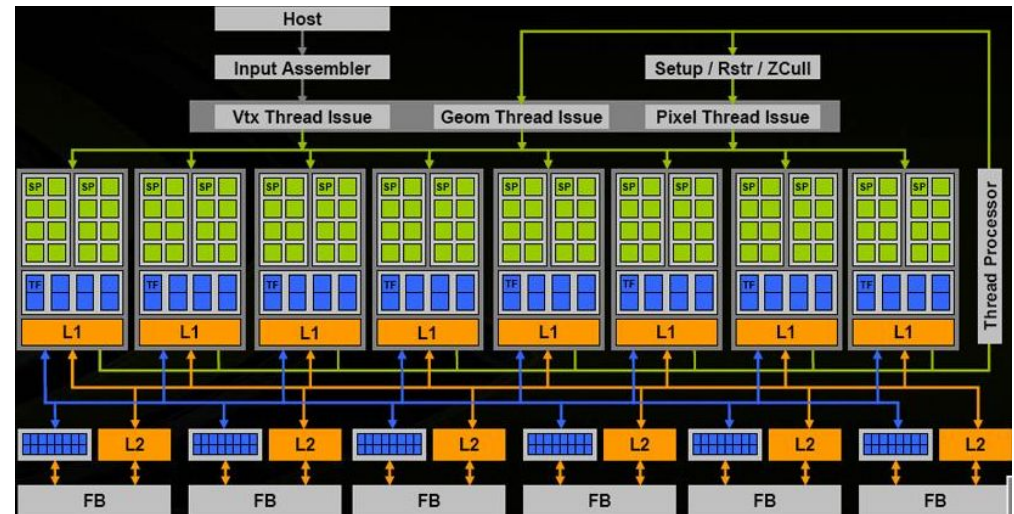 Host
Input Assembler
Setup / Rstr / ZCull
Vtx Thread Issue
Geom Thread Issue
Pixel Thread Issue
SP SP SP SP SP SP SP SP SP SP SP SP SP SP SP SP
Thread Processor
TF TF TF TF TF TF TF TF
L1 L1 L1 L1 L1 L1 L1 L1
L2 L2 L2 L2 L2 L2
FB FB FB FB FB FB